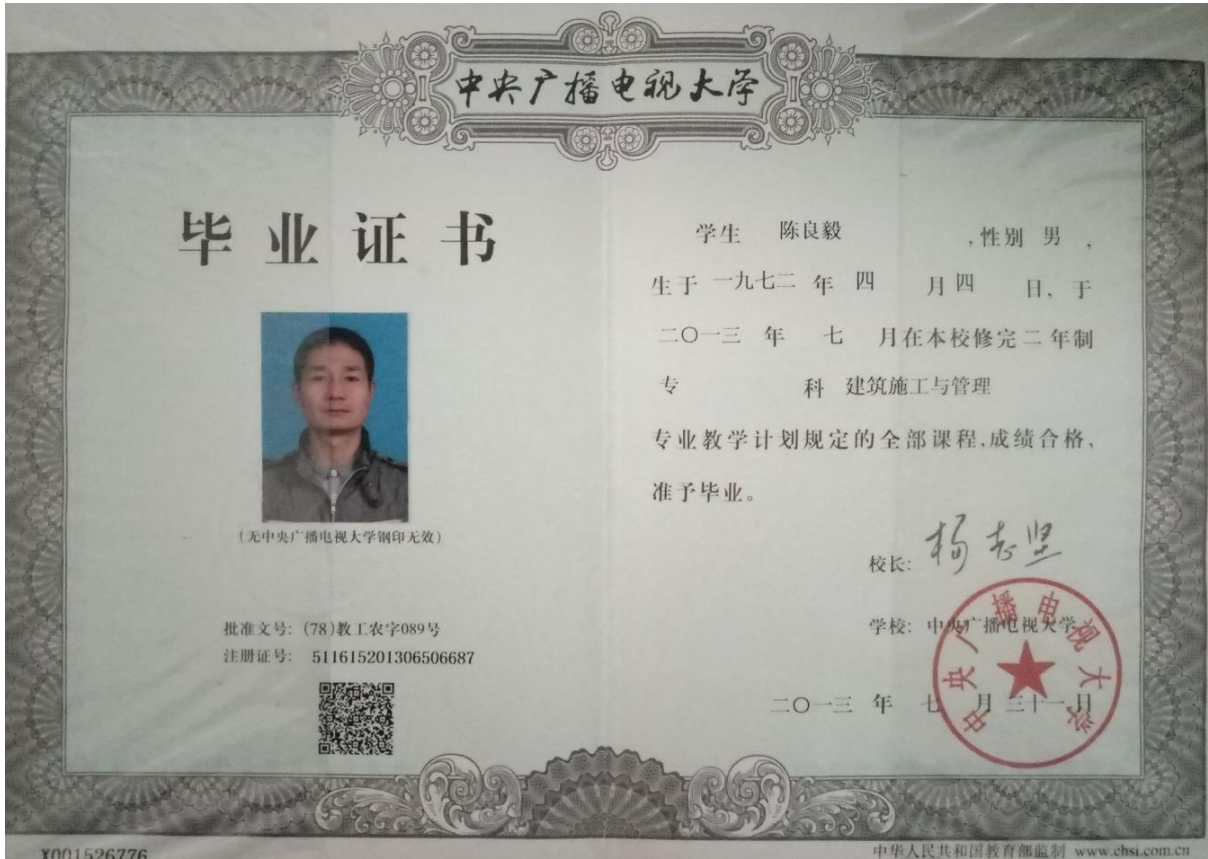 中央广播电视大学
毕业证书
(无中央广播电视大学钢印无效)
批准文号: (78)教工农字089号
注册证号: 511615201306506687
X001526776
学生 陈良毅 ,性别 男 ,
生于 一九七二 年 四 月 四 日, 于
二〇一三 年 七 月在本校修完二年制
专 科 建筑施工与管理
专业教学计划规定的全部课程,成绩合格,
准予毕业。
校长: 杨志坚
学校: 中央广播电视大学
二〇一三 年 七 月 三十一日
中央广播电视大学
中华人民共和国教育部监制 www.chsi.com.cn